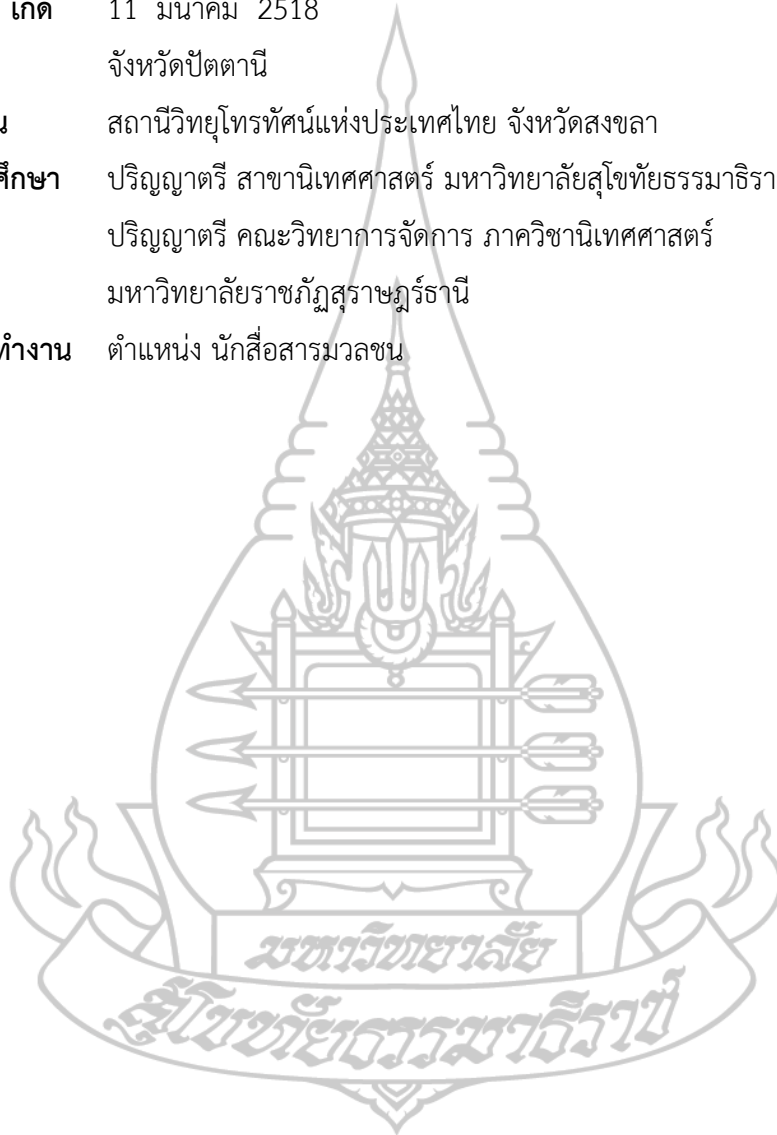 เกิด 11 มีนาคม 2518
จังหวัดปัตตานี
น สถานีวิทยุโทรทัศน์แห่งประเทศไทย จังหวัดสงขลา
ศึกษา ปริญญาตรี สาขานิเทศศาสตร์ มหาวิทยาลัยสุโขทัยธรรมาธิรา
ปริญญาตรี คณะวิทยาการจัดการ ภาควิชานิเทศศาสตร์
มหาวิทยาลัยราชภัฏสุราษฎร์ธานี
ทำงาน ตำแหน่ง นักสื่อสารมวลชน
มหาวิทยาลัย
สุโขทัยธรรมาธิราช